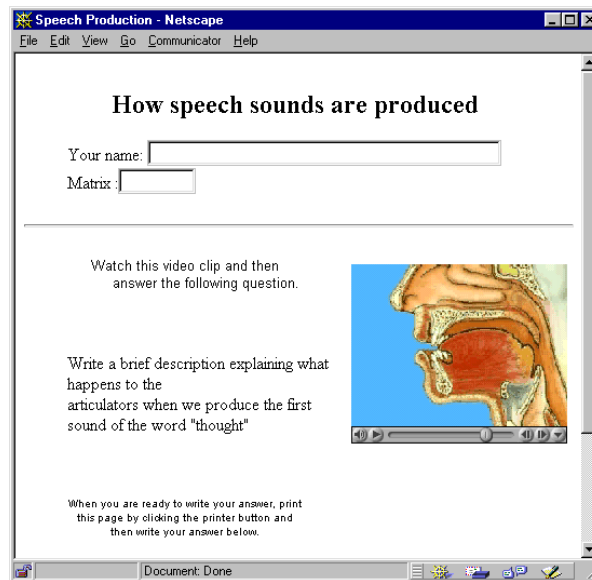 Speech Production - Netscape
File Edit View Go Communicator Help
How speech sounds are produced
Your name:
Matrix :
Watch this video clip and then
answer the following question.
Write a brief description explaining what
happens to the
articulators when we produce the first
sound of the word "thought"
When you are ready to write your answer, print
this page by clicking the printer button and
then write your answer below.
Document: Done